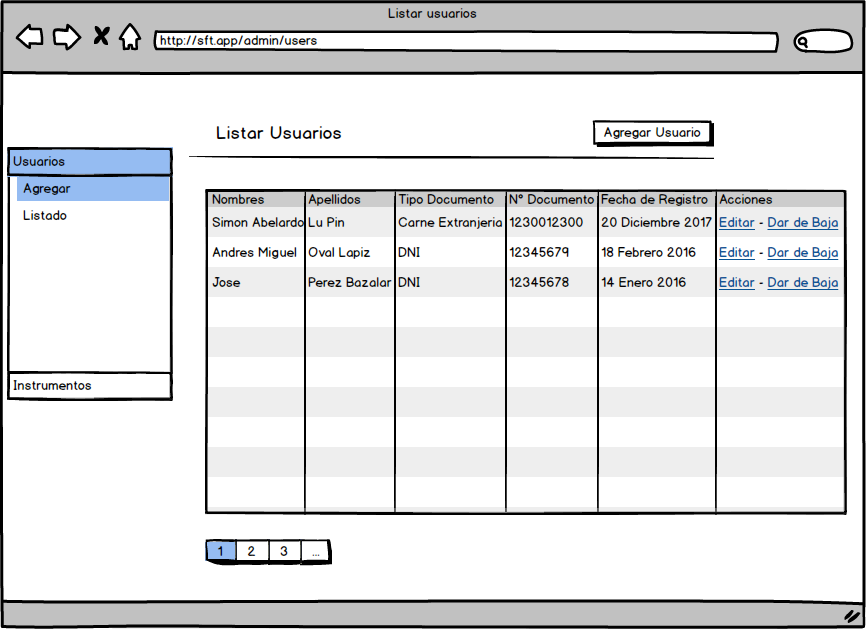 Listar usuarios
http://sft.app/admin/users
Listar Usuarios
Agregar Usuario
Usuarios
Agregar
Listado
Instrumentos
Nombres Apellidos Tipo Documento N° Documento Fecha de Registro Acciones
Simon Abelardo Lu Pin Carne Extranjeria 1230012300 20 Diciembre 2017 Editar - Dar de Baja
Andres Miguel Oval Lapiz DNI 12345679 18 Febrero 2016 Editar - Dar de Baja
Jose Perez Bazalar DNI 12345678 14 Enero 2016 Editar - Dar de Baja
1 2 3 ...